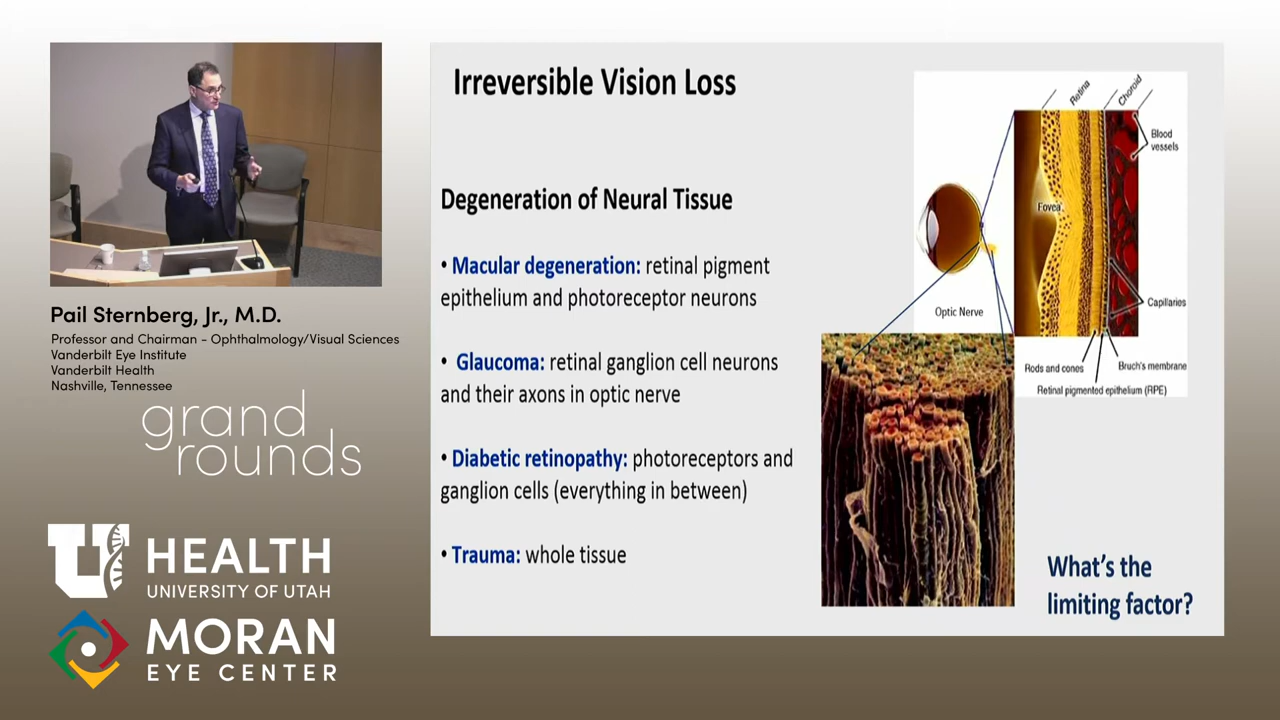 Pail Sternberg, Jr., M.D.
Professor and Chairman - Ophthalmology/Visual Sciences
Vanderbilt Eye Institute
Vanderbilt Health
Nashville, Tennessee
grand
rounds
U
HEALTH
UNIVERSITY OF UTAH
MORAN
EYE CENTER
Irreversible Vision Loss
Degeneration of Neural Tissue
• Macular degeneration: retinal pigment
epithelium and photoreceptor neurons
• Glaucoma: retinal ganglion cell neurons
and their axons in optic nerve
• Diabetic retinopathy: photoreceptors and
ganglion cells (everything in between)
• Trauma: whole tissue
Retina
Choroid
Blood
vessels
Fovea
Capillaries
Optic Nerve
Rods and cones
Bruch's membrane
Retinal pigmented epithelium (RPE)
What's the
limiting factor?